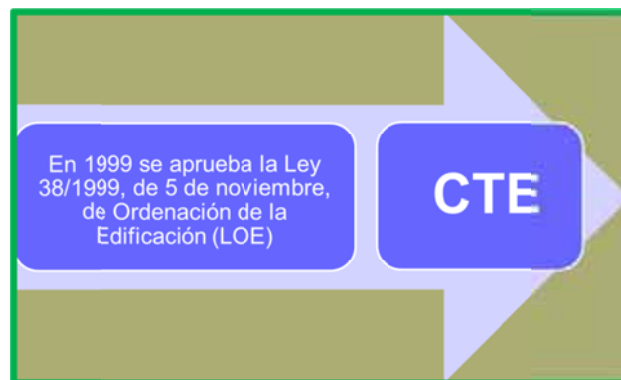 En 1999 se aprueba la Ley
38/1999, de 5 de noviembre,
de Ordenación de la
Edificación (LOE)
CTE